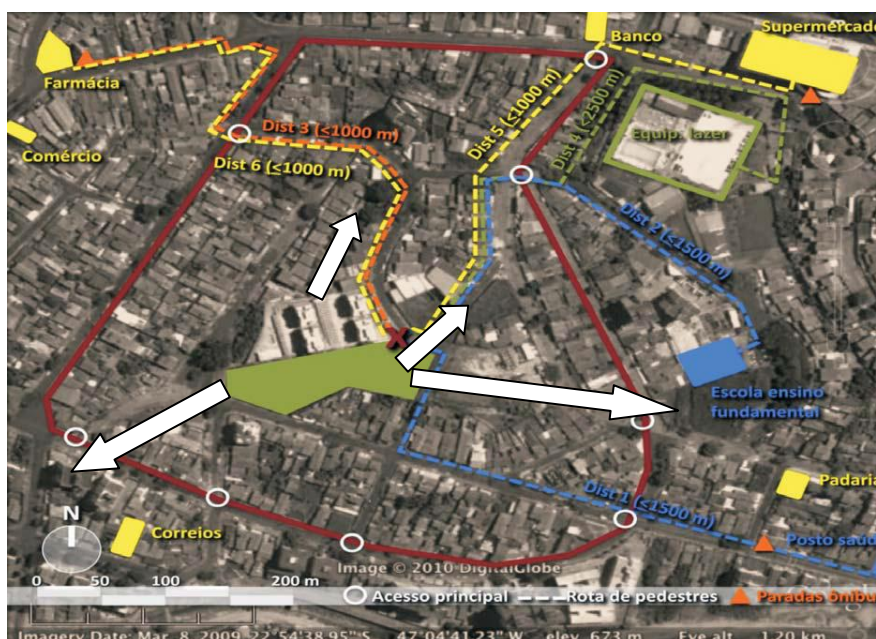 Banco
Supermercado
Farmácia
Comércio
Dist 3 (≤1000 m)
Dist 6 (≤1000 m)
Dist 5 (≤1000 m)
Dist 4 (≤2500 m)
Equip. lazer
Dist 2 (≤1500 m)
X
Escola ensino
fundamental
Padaria
Dist 1 (≤1500 m)
Posto saúd
Correios
N
0 50 100 200 m
Image © 2010 DigitalGlobe
Acesso principal
Rota de pedestres
Paradas ônibu
Imagery Date: Mar 8, 2009 22°54'38.95" S 47°04'41.23" W elev 673 m Eye alt 1.20 km